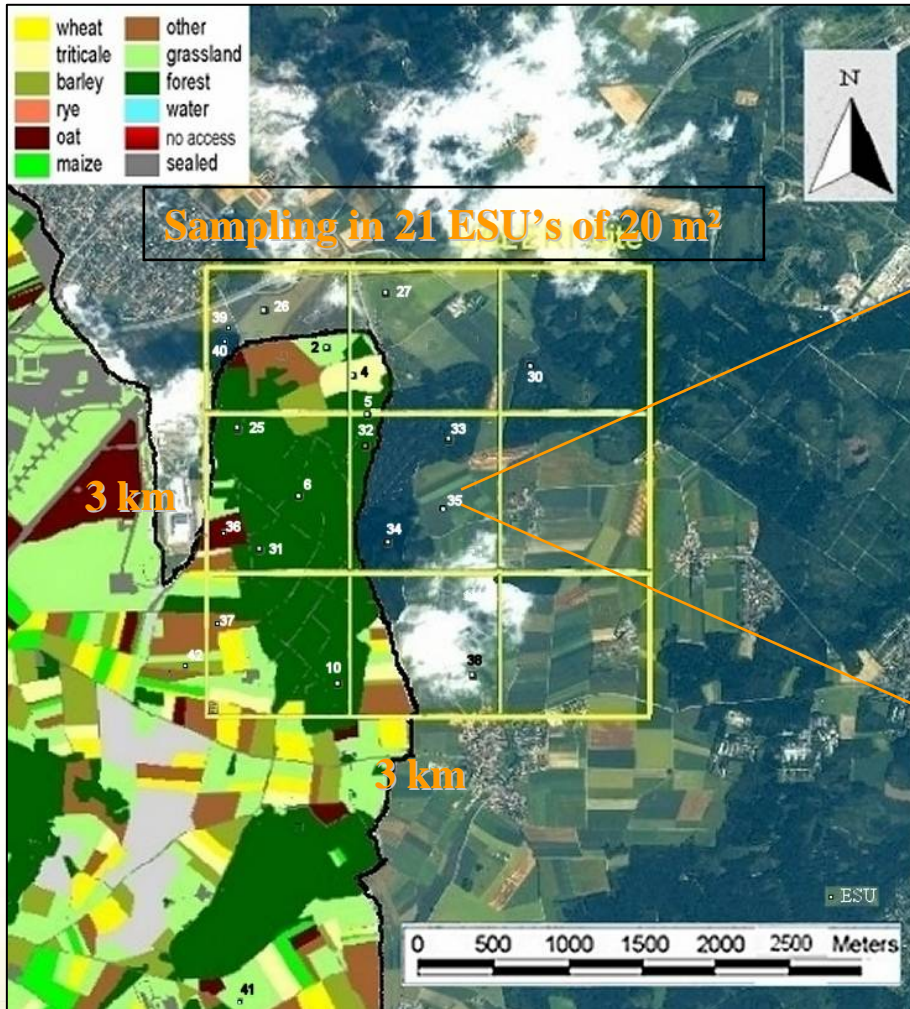 wheat other
triticale grassland
barley forest
rye water
oat no access
maize sealed
N
Sampling in 21 ESU's of 20 m²
27
26
39
2
40
4
30
5
25
32
33
6
3 km
35
36
34
31
37
42
38
10
3 km
ESU
0 500 1000 1500 2000 2500 Meters
41